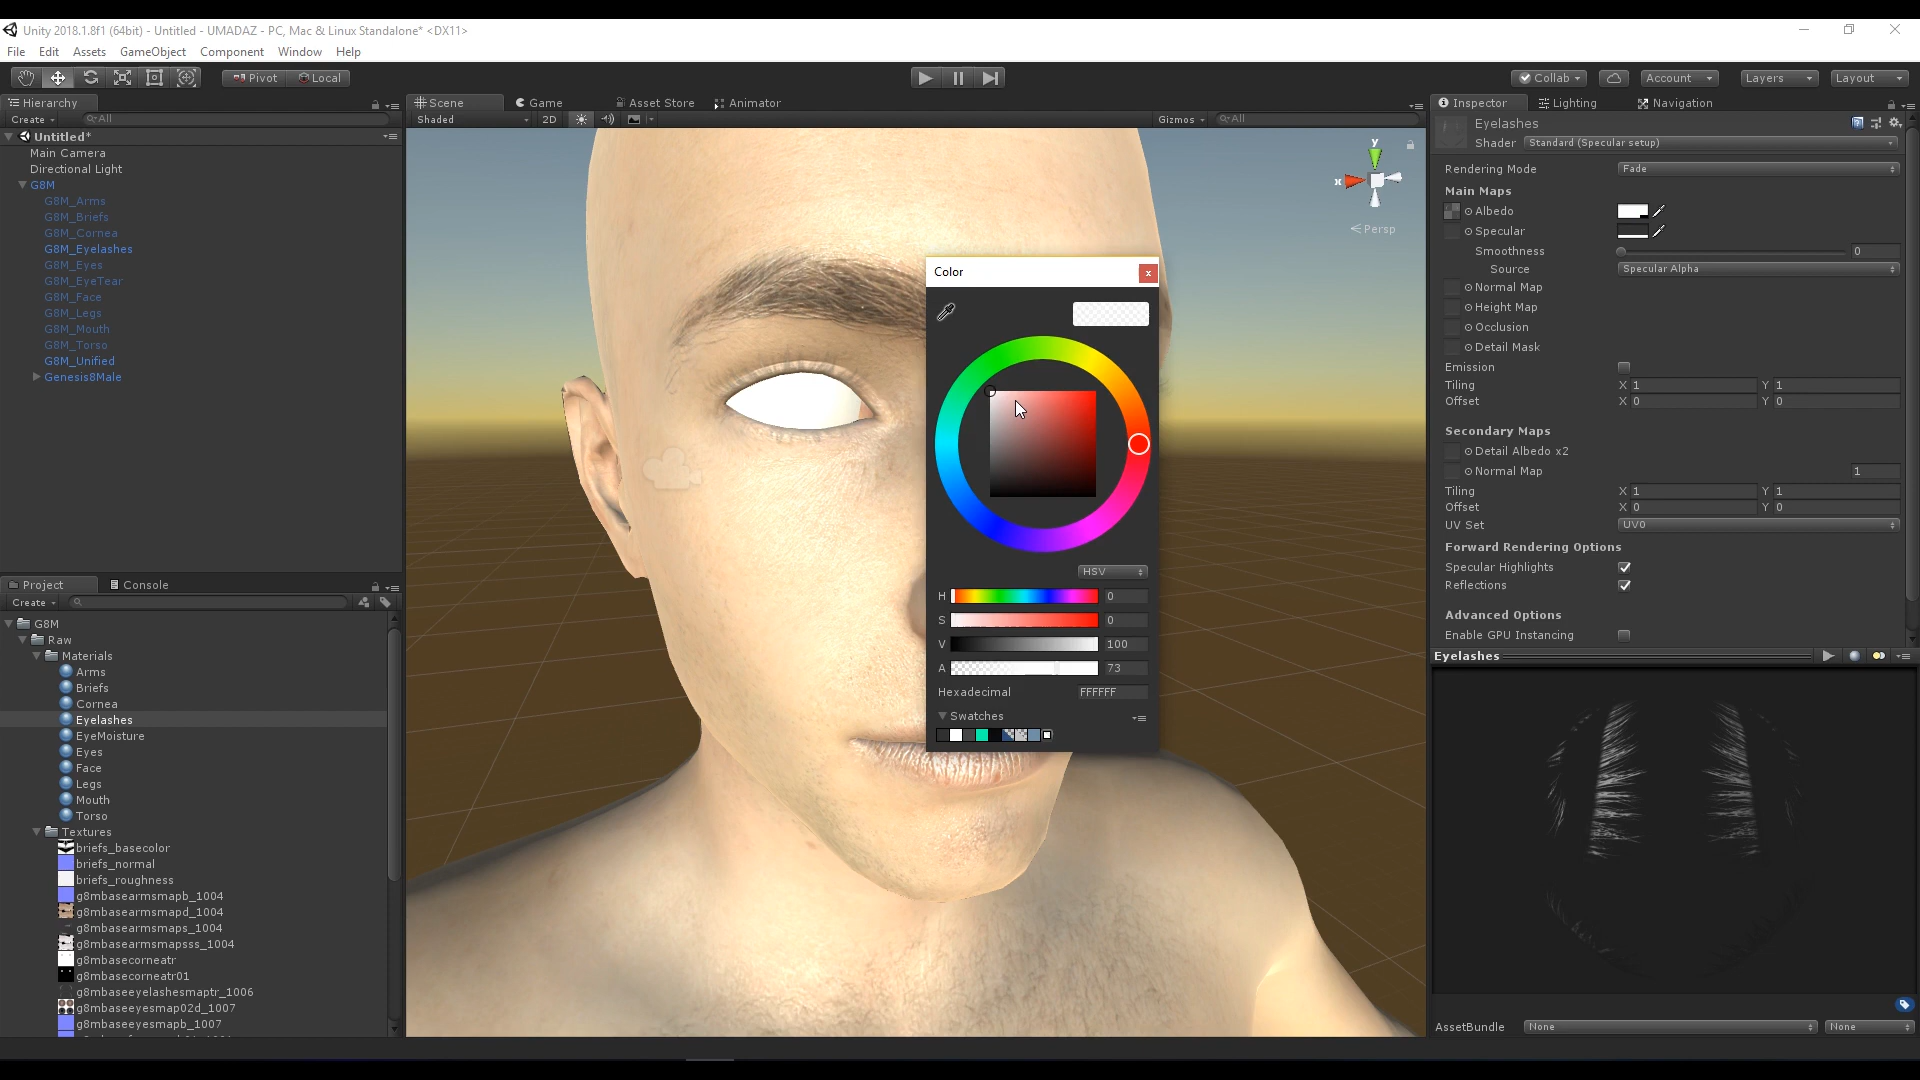 Unity 2018.1.8f1 (64bit) - Untitled - UMADAZ - PC, Mac & Linux Standalone* <DX11>
File Edit Assets GameObject Component Window Help
Pivot Local Collab Account Layers Layout
Hierarchy
Create All
Untitled*
Main Camera
Directional Light
G8M
G8M_Arms
G8M_Briefs
G8M_Cornea
G8M_Eyelashes
G8M_Eyes
G8M_EyeTear
G8M_Face
G8M_Legs
G8M_Mouth
G8M_Torso
G8M_Unified
Genesis8Male
Project Console
Create
G8M
Raw
Materials
Arms
Briefs
Cornea
Eyelashes
EyeMoisture
Eyes
Face
Legs
Mouth
Torso
Textures
briefs_basecolor
briefs_normal
briefs_roughness
g8mbasearmsmapb_1004
g8mbasearmsmapd_1004
g8mbasearmsmaps_1004
g8mbasearmsmapsss_1004
g8mbasecorneatr
g8mbasecorneatr01
g8mbaseeyelashesmaptr_1006
g8mbaseeyesmap02d_1007
g8mbaseeyesmapb_1007
Scene Game Asset Store Animator
Shaded 2D Gizmos All
y
x
Persp
Color
x
HSV
H 0
S 0
V 100
A 73
Hexadecimal FFFFFF
Swatches
Inspector Lighting Navigation
Eyelashes
Shader Standard (Specular setup)
Rendering Mode Fade
Main Maps
Albedo
Specular
Smoothness 0
Source Specular Alpha
Normal Map
Height Map
Occlusion
Detail Mask
Emission
Tiling X 1 Y 1
Offset X 0 Y 0
Secondary Maps
Detail Albedo x2
Normal Map 1
Tiling X 1 Y 1
Offset X 0 Y 0
UV Set UV0
Forward Rendering Options
Specular Highlights
Reflections
Advanced Options
Enable GPU Instancing
Eyelashes
AssetBundle None None